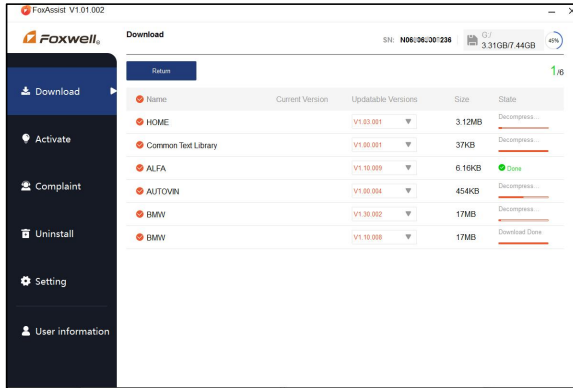 FoxAssist V1.01.002
FOXWELL®
Download
SN:
G:/
3.31GB/7.44GB
45%
Return
1/6
Download
Activate
Complaint
Uninstall
Setting
User information
Name Current Version Updatable Versions Size State
HOME V1.03.001 3.12MB Decompress...
Common Text Library V1.00.001 37KB Decompress...
ALFA V1.10.009 6.16KB Done
AUTOVIN V1.00.004 454KB Decompress...
BMW V1.30.002 17MB Decompress...
BMW V1.10.008 17MB Download Done